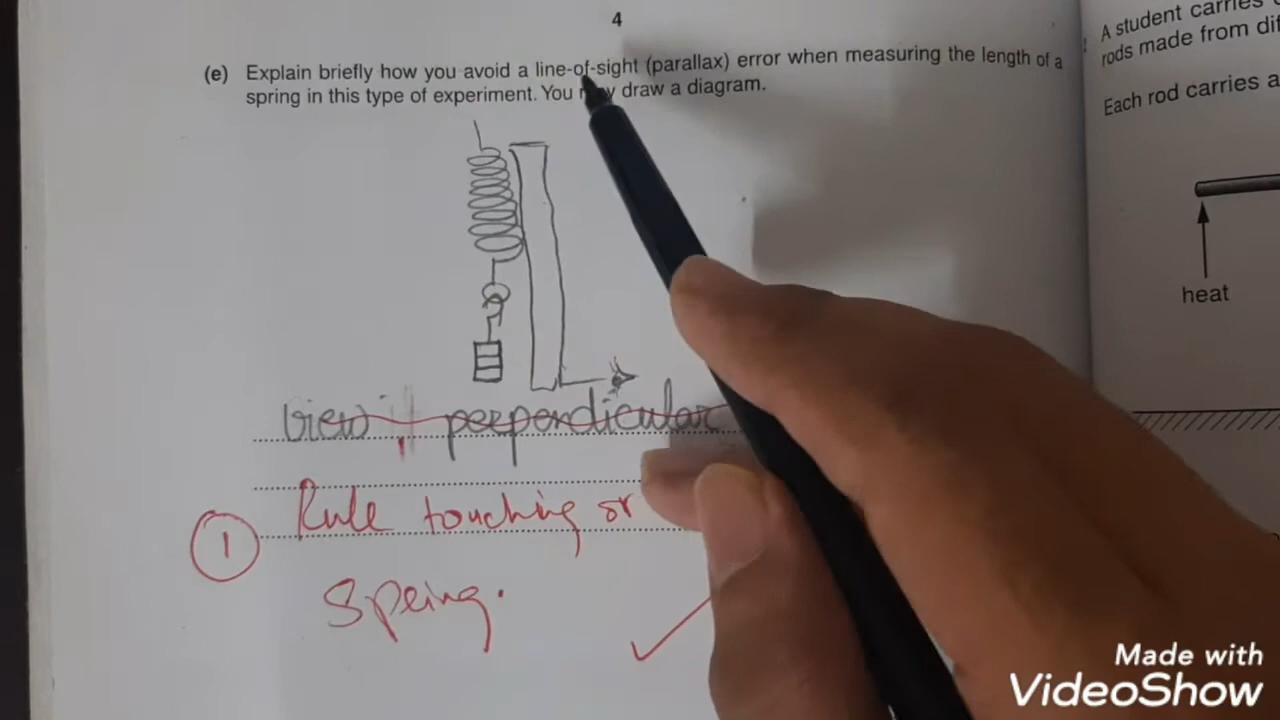 4
(e) Explain briefly how you avoid a line-of-sight (parallax) error when measuring the length of a
spring in this type of experiment. You draw a diagram.
view perpendicular
Rule touching or
1
Speing.
A student carries
rods made from
Each rod carries a
heat
Made with
VideoShow